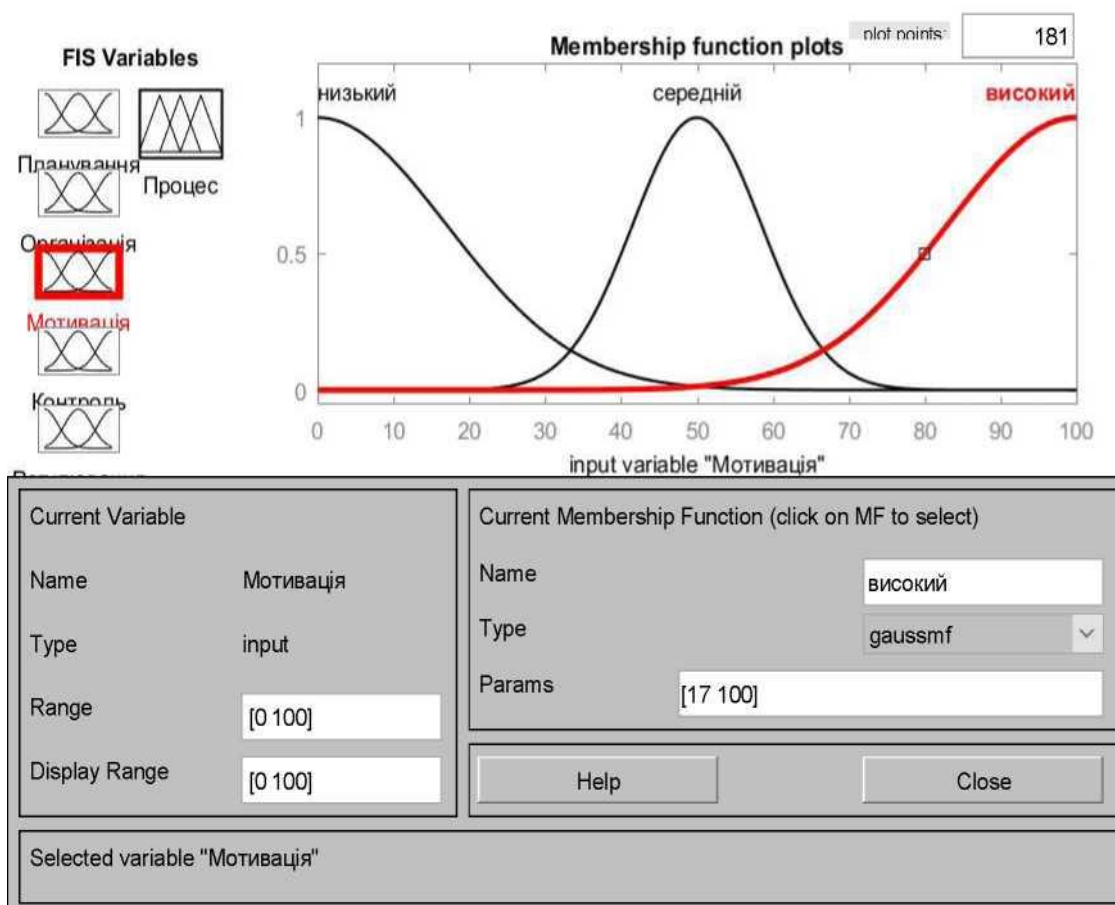 Membership function plots
plot points:
181
FIS Variables
Планування
Процес
Організація
Мотивація
Контроль
низький
середній
високий
1
0.5
0
0 10 20 30 40 50 60 70 80 90 100
input variable "Мотивація"
Current Variable
Name Мотивація
Type input
Range [0 100]
Display Range [0 100]
Current Membership Function (click on MF to select)
Name високий
Type gaussmf
Params [17 100]
Help
Close
Selected variable "Мотивація"